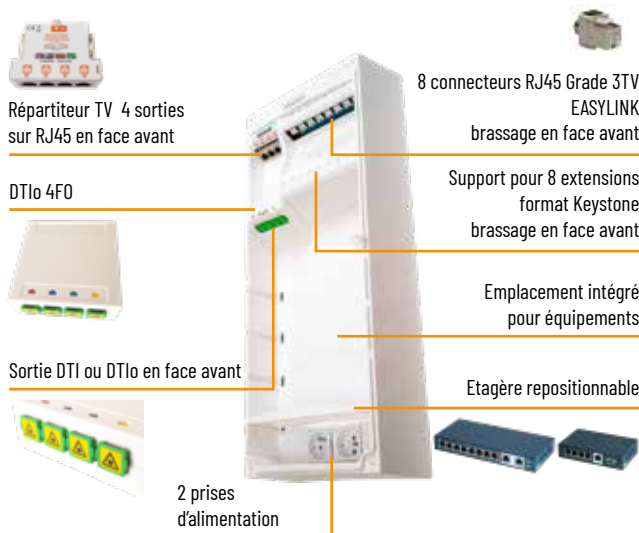 Répartiteur TV 4 sorties
sur RJ45 en face avant
DTIo 4FO
Sortie DTI ou DTIo en face avant
2 prises
d'alimentation
8 connecteurs RJ45 Grade 3TV
EASYLINK
brassage en face avant
Support pour 8 extensions
format Keystone
brassage en face avant
Emplacement intégré
pour équipements
Etagère repositionnable